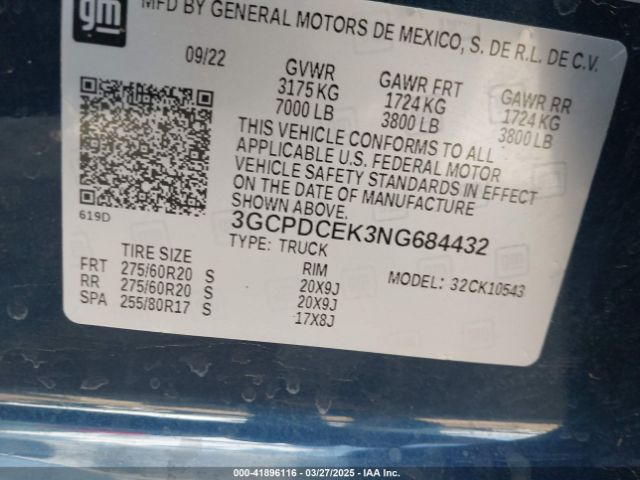 gm
MFD BY GENERAL MOTORS DE MEXICO, S. DE R.L. DE C.V.
09/22
GVWR
3175 KG
7000 LB
GAWR FRT
1724 KG
3800 LB
GAWR RR
1724 KG
3800 LB
THIS VEHICLE CONFORMS TO ALL
APPLICABLE U.S. FEDERAL MOTOR
VEHICLE SAFETY STANDARDS IN EFFECT
ON THE DATE OF MANUFACTURE
SHOWN ABOVE.
619D
3GCPDCEK3NG684432
TYPE: TRUCK
TIRE SIZE RIM MODEL: 32CK10543
FRT 275/60R20 S 20X9J
RR 275/60R20 S 20X9J
SPA 255/80R17 S 17X8J
000-41896116 — 03/27/2025 — IAA Inc.